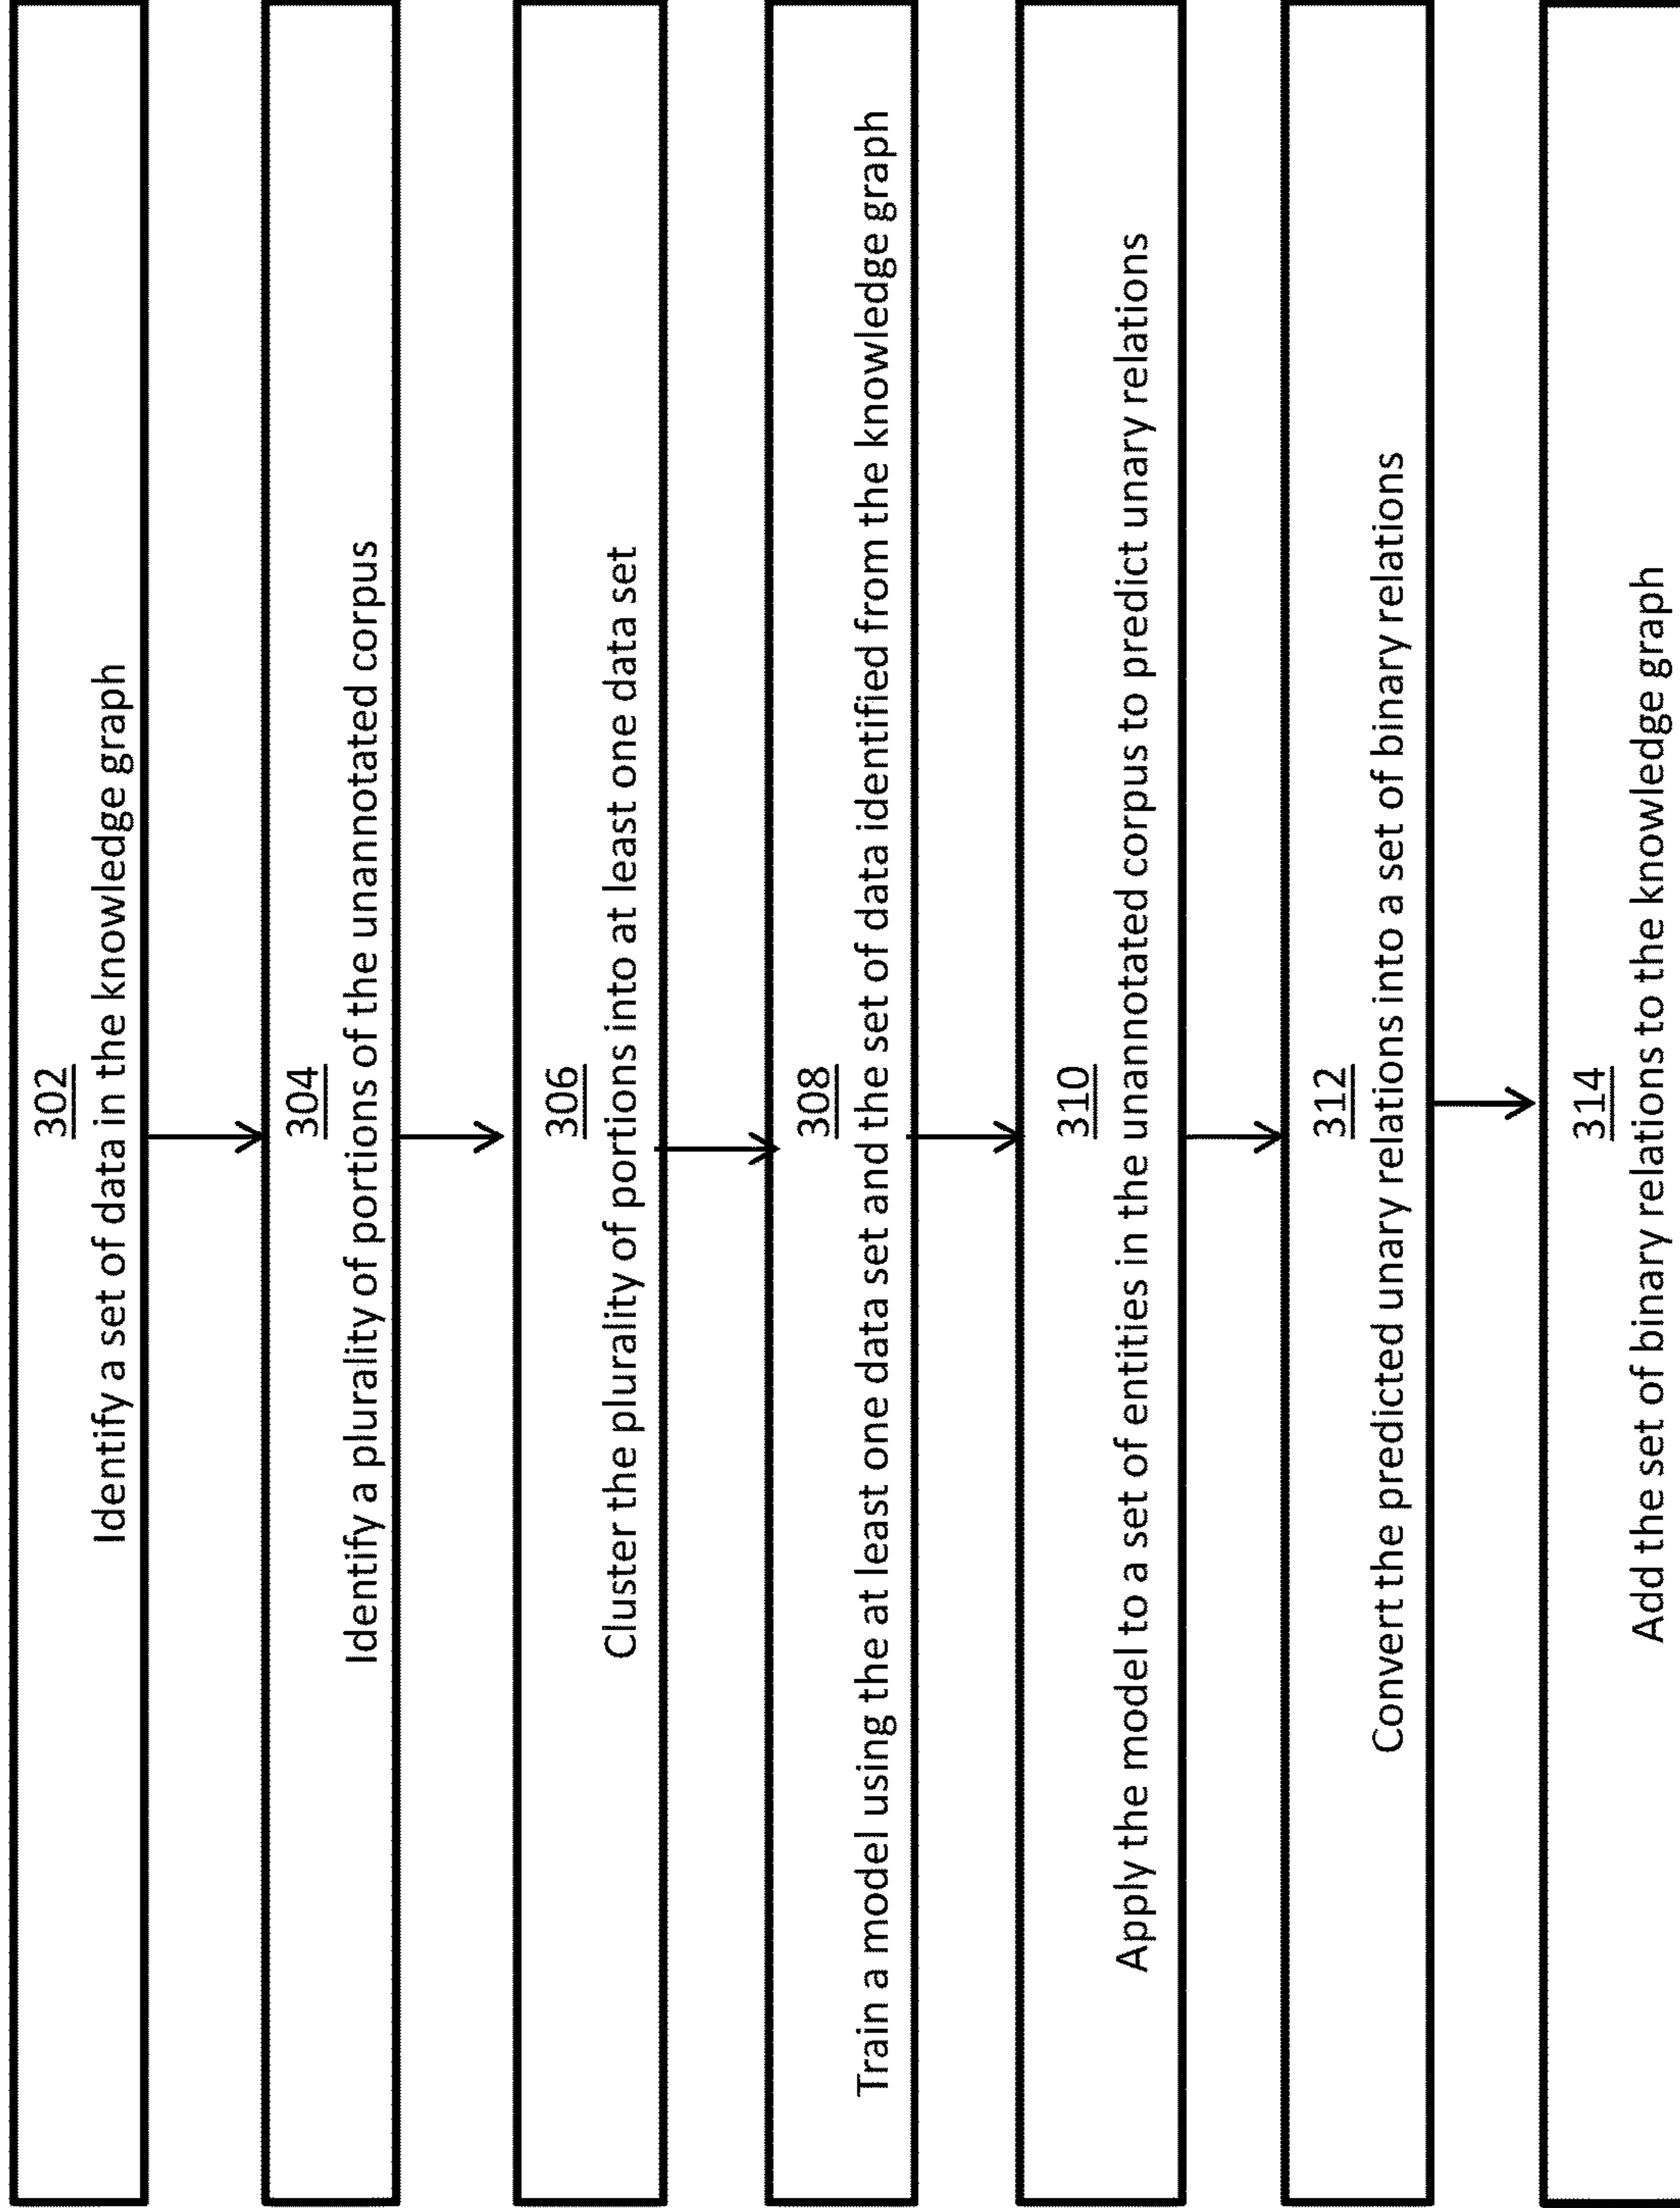 302
Identify a set of data in the knowledge graph
304
Identify a plurality of portions of the unannotated corpus
306
Cluster the plurality of portions into at least one data set
308
Train a model using the at least one data set and the set of data identified from the knowledge graph
310
Apply the model to a set of entities in the unannotated corpus to predict unary relations
312
Convert the predicted unary relations into a set of binary relations
314
Add the set of binary relations to the knowledge graph